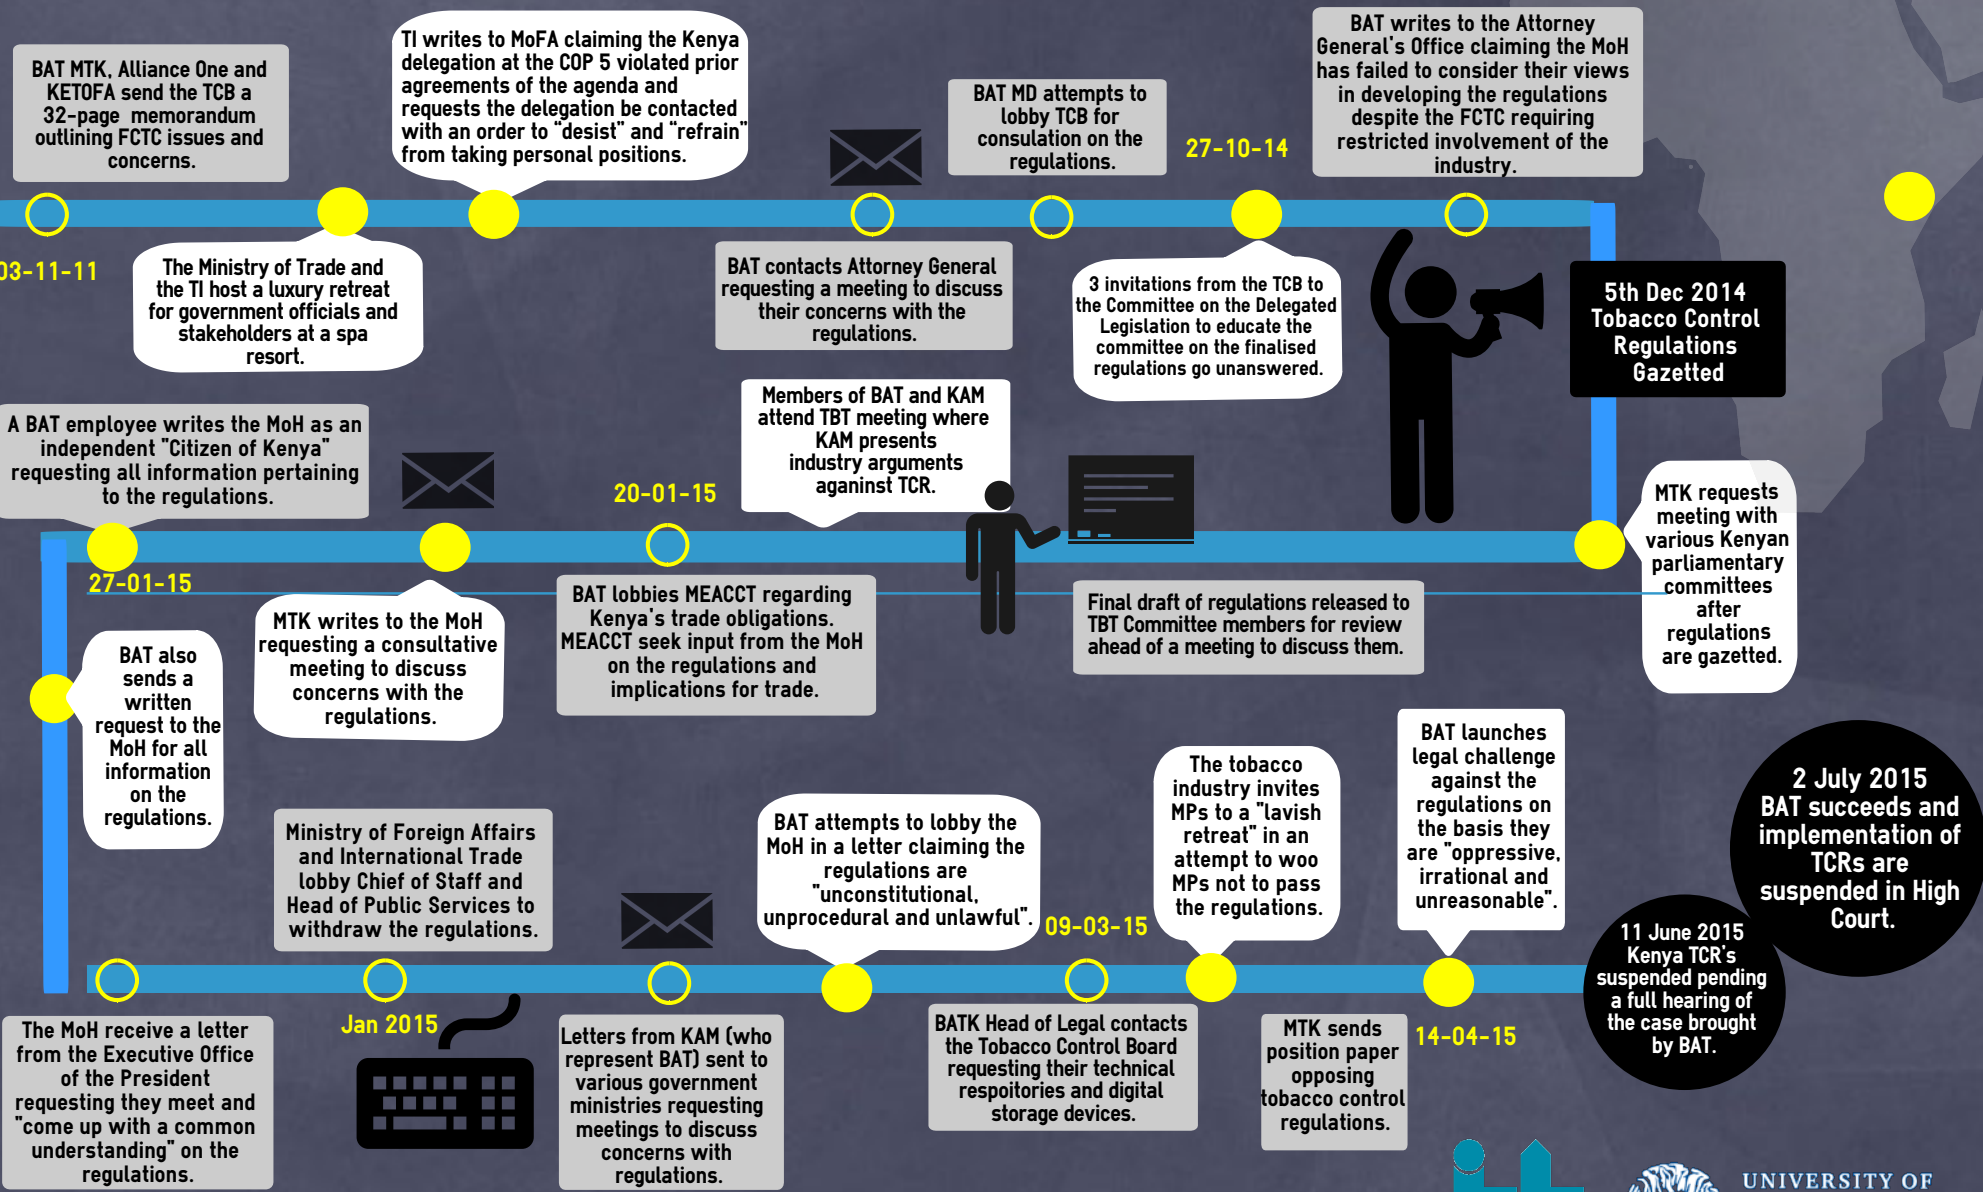 BAT MTK, Alliance One and
KETOFA send the TCB a
32-page memorandum
outlining FCTC issues and
concerns.
03-11-11
The Ministry of Trade and
the TI host a luxury retreat
for government officials and
stakeholders at a spa
resort.
TI writes to MoFA claiming the Kenya
delegation at the COP 5 violated prior
agreements of the agenda and
requests the delegation be contacted
with an order to "desist" and "refrain"
from taking personal positions.
BAT contacts Attorney General
requesting a meeting to discuss
their concerns with the
regulations.
BAT MD attempts to
lobby TCB for
consulation on the
regulations.
27-10-14
3 invitations from the TCB to
the Committee on the Delegated
Legislation to educate the
committee on the finalised
regulations go unanswered.
BAT writes to the Attorney
General's Office claiming the MoH
has failed to consider their views
in developing the regulations
despite the FCTC requiring
restricted involvement of the
industry.
5th Dec 2014
Tobacco Control
Regulations
Gazetted
MTK requests
meeting with
various Kenyan
parliamentary
committees
after
regulations
are gazetted.
Final draft of regulations released to
TBT Committee members for review
ahead of a meeting to discuss them.
Members of BAT and KAM
attend TBT meeting where
KAM presents
industry arguments
aganinst TCR.
20-01-15
BAT lobbies MEACCT regarding
Kenya's trade obligations.
MEACCT seek input from the MoH
on the regulations and
implications for trade.
MTK writes to the MoH
requesting a consultative
meeting to discuss
concerns with the
regulations.
A BAT employee writes the MoH as an
independent "Citizen of Kenya"
requesting all information pertaining
to the regulations.
27-01-15
BAT also
sends a
written
request to the
MoH for all
information
on the
regulations.
The MoH receive a letter
from the Executive Office
of the President
requesting they meet and
"come up with a common
understanding" on the
regulations.
Ministry of Foreign Affairs
and International Trade
lobby Chief of Staff and
Head of Public Services to
withdraw the regulations.
Jan 2015
Letters from KAM (who
represent BAT) sent to
various government
ministries requesting
meetings to discuss
concerns with
regulations.
BAT attempts to lobby the
MoH in a letter claiming the
regulations are
"unconstitutional,
unprocedural and unlawful".
09-03-15
BATK Head of Legal contacts
the Tobacco Control Board
requesting their technical
respoitories and digital
storage devices.
The tobacco
industry invites
MPs to a "lavish
retreat" in an
attempt to woo
MPs not to pass
the regulations.
MTK sends
position paper
opposing
tobacco control
regulations.
BAT launches
legal challenge
against the
regulations on
the basis they
are "oppressive,
irrational and
unreasonable".
14-04-15
11 June 2015
Kenya TCR's
suspended pending
a full hearing of
the case brought
by BAT.
2 July 2015
BAT succeeds and
implementation of
TCRs are
suspended in High
Court.
UNIVERSITY OF